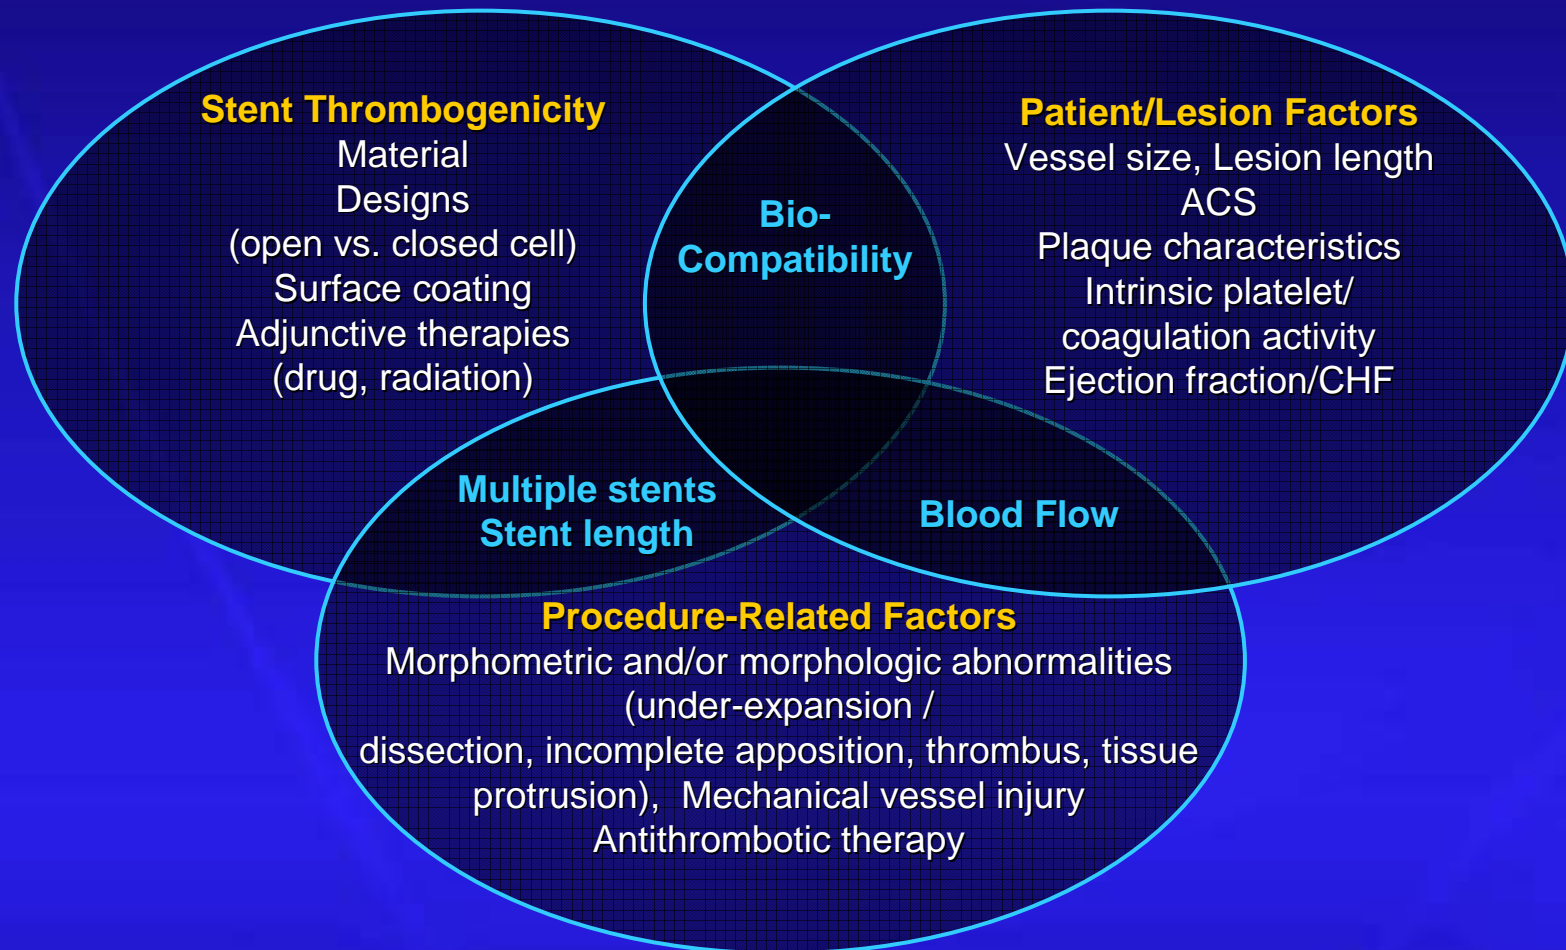 Stent Thrombogenicity
Material
Designs
(open vs. closed cell)
Surface coating
Adjunctive therapies
(drug, radiation)
Bio-
Compatibility
Patient/Lesion Factors
Vessel size, Lesion length
ACS
Plaque characteristics
Intrinsic platelet/
coagulation activity
Ejection fraction/CHF
Multiple stents
Stent length
Blood Flow
Procedure-Related Factors
Morphometric and/or morphologic abnormalities
(under-expansion /
dissection, incomplete apposition, thrombus, tissue
protrusion), Mechanical vessel injury
Antithrombotic therapy